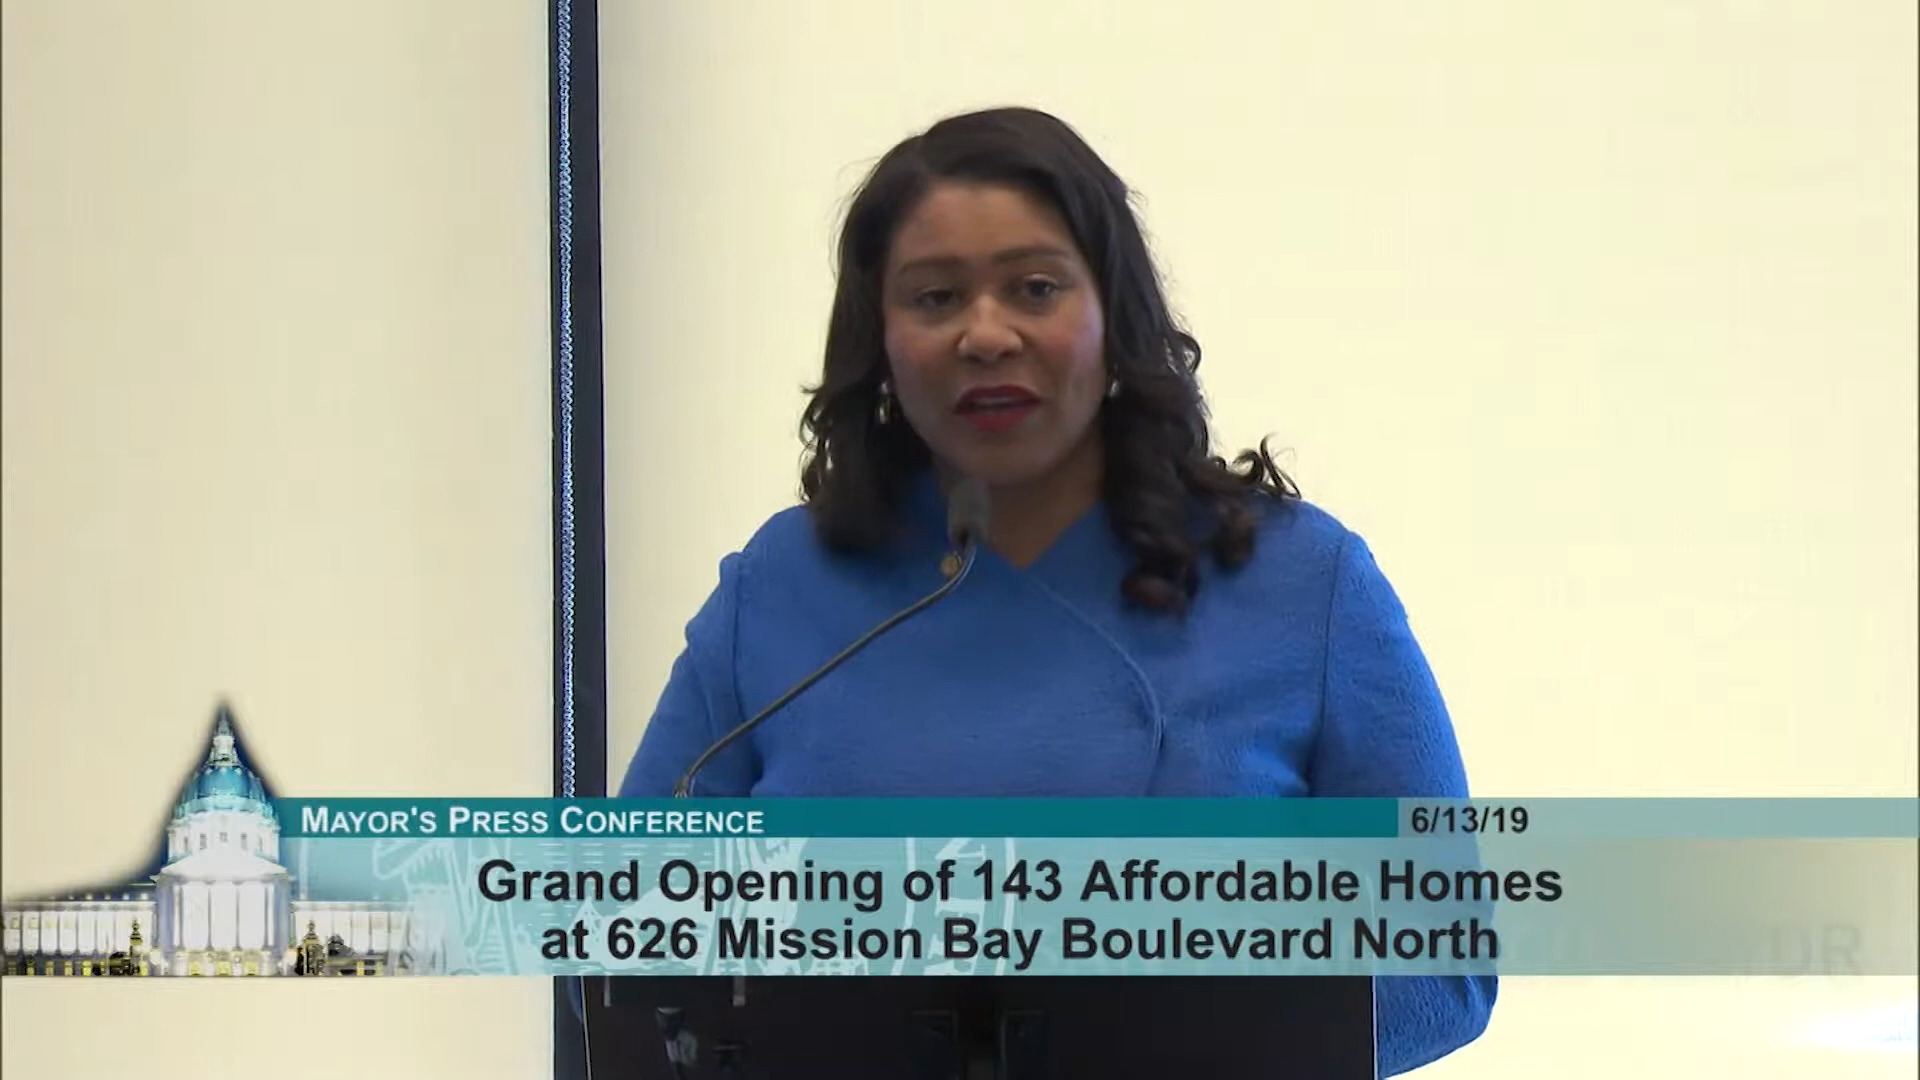 MAYOR'S PRESS CONFERENCE
6/13/19
Grand Opening of 143 Affordable Homes
at 626 Mission Bay Boulevard North